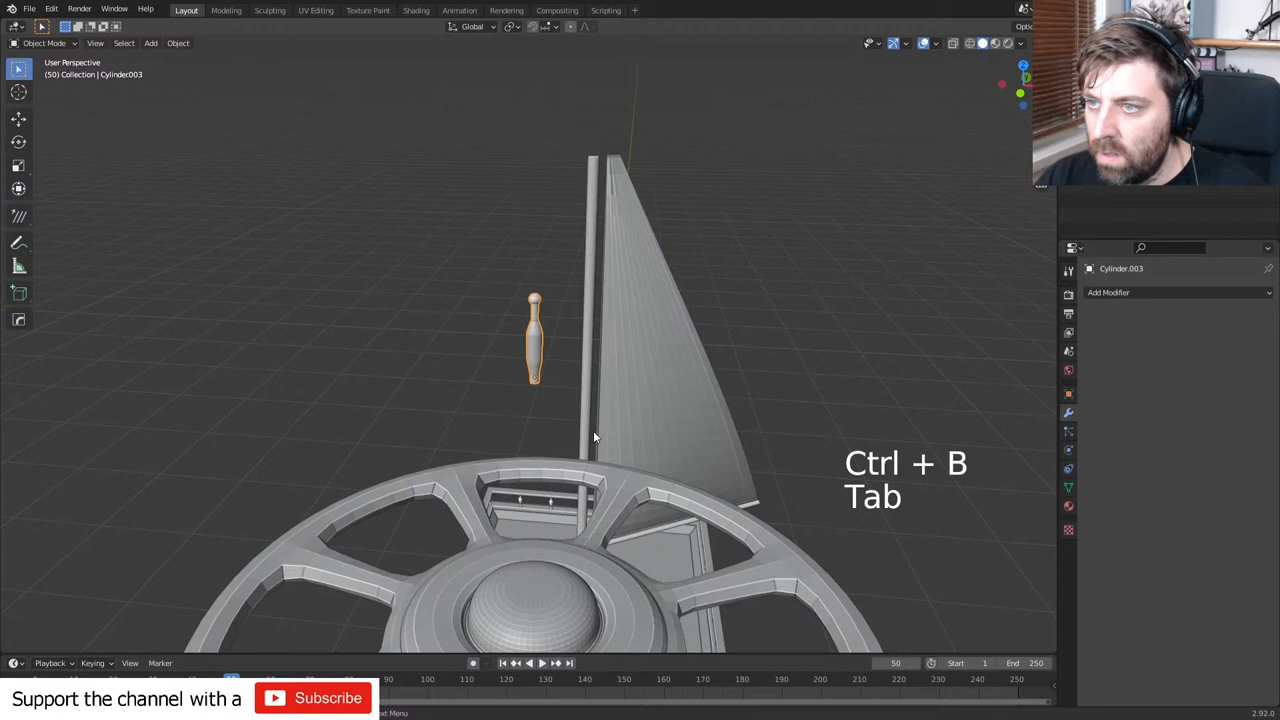 File Edit Render Window Help
Layout Modeling Sculpting UV Editing Texture Paint Shading Animation Rendering Compositing Scripting +
Global
Object Mode View Select Add Object
User Perspective
(50) Collection | Cylinder.003
Cylinder.003
Add Modifier
Ctrl + B
Tab
Playback Keying View Marker
50 Start 1 End 250
100 110 120 130 140 150 160 170 180 190 200 210 220 230 240 250
Support the channel with a Subscribe
2.92.0